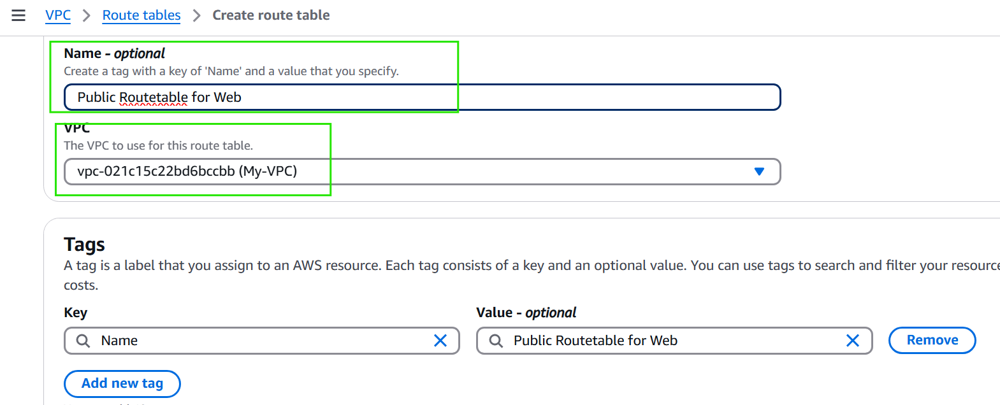 VPC > Route tables > Create route table
Name - optional
Create a tag with a key of 'Name' and a value that you specify.
Public Routetable for Web
VPC
The VPC to use for this route table.
vpc-021c15c22bd6bccbb (My-VPC)
Tags
A tag is a label that you assign to an AWS resource. Each tag consists of a key and an optional value. You can use tags to search and filter your resource
costs.
Key
Value - optional
Name
Public Routetable for Web
Remove
Add new tag